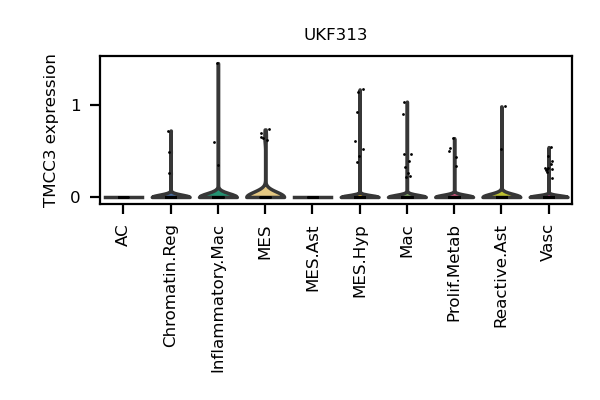 UKF313
TMCC3 expression
1
0
AC
Chromatin.Reg
Inflammatory.Mac
MES
MES.Ast
MES.Hyp
Mac
Prolif.Metab
Reactive.Ast
Vasc